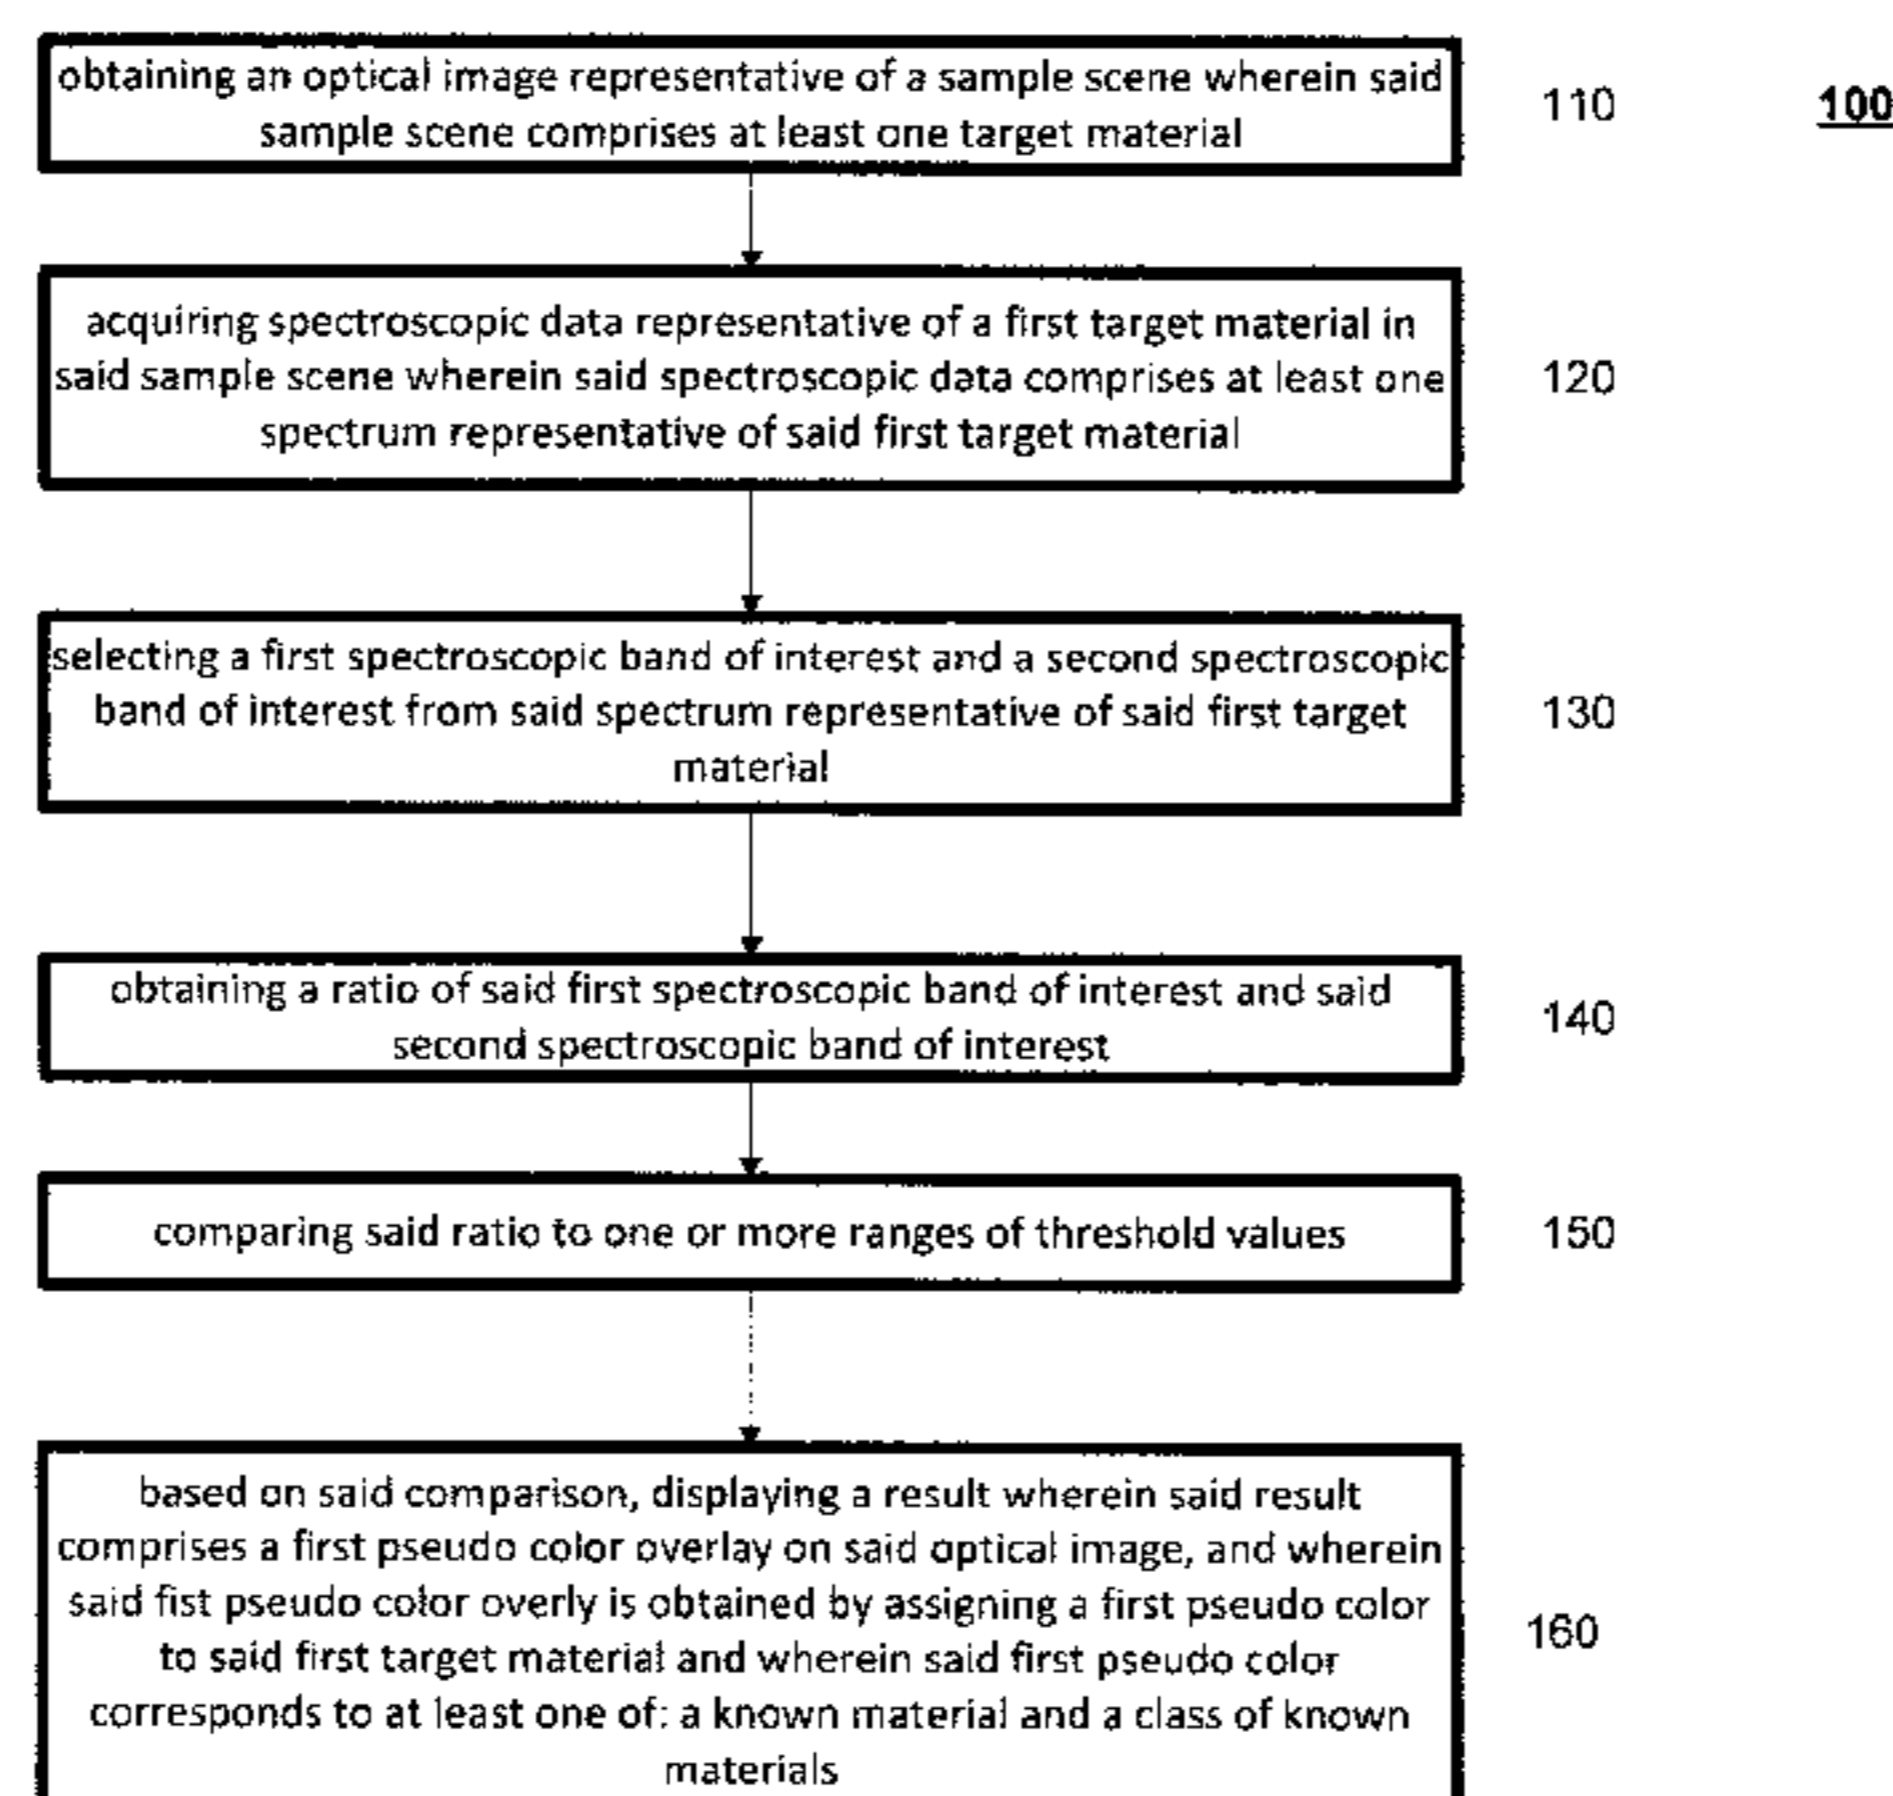 obtaining an optical image representative of a sample scene wherein said
sample scene comprises at least one target material
110
100
acquiring spectroscopic data representative of a first target material in
said sample scene wherein said spectroscopic data comprises at least one
spectrum representative of said first target material
120
selecting a first spectroscopic band of interest and a second spectroscopic
band of interest from said spectrum representative of said first target
material
130
obtaining a ratio of said first spectroscopic band of interest and said
second spectroscopic band of interest
140
comparing said ratio to one or more ranges of threshold values
150
based on said comparison, displaying a result wherein said result
comprises a first pseudo color overlay on said optical image, and wherein
said fist pseudo color overly is obtained by assigning a first pseudo color
to said first target material and wherein said first pseudo color
corresponds to at least one of: a known material and a class of known
materials
160